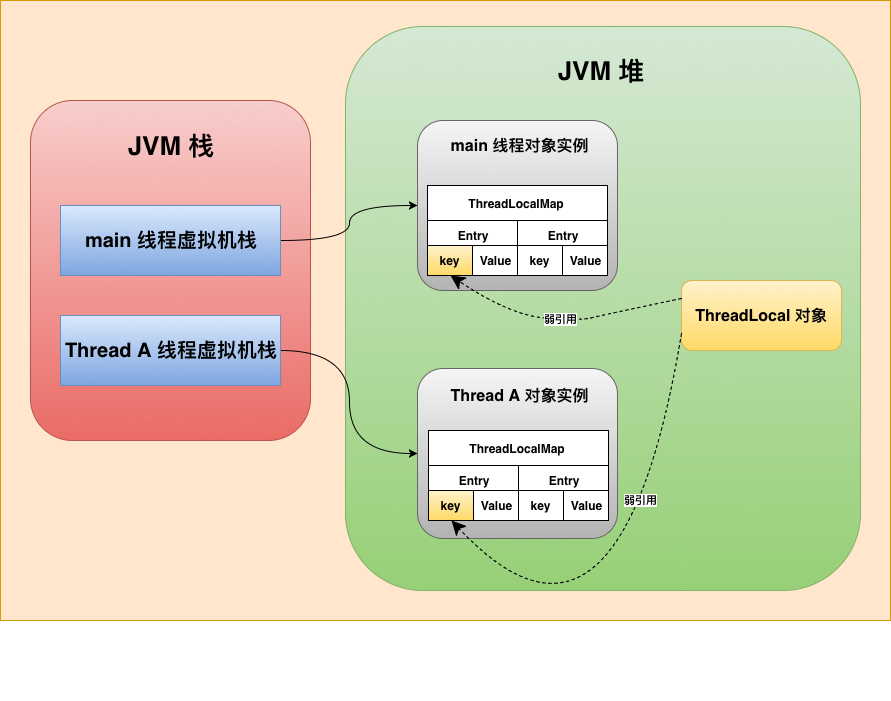 JVM 堆
JVM 栈
main 线程虚拟机栈
Thread A 线程虚拟机栈
main 线程对象实例
ThreadLocalMap
Entry Entry
key Value key Value
弱引用
ThreadLocal 对象
Thread A 对象实例
ThreadLocalMap
Entry Entry
key Value key Value
弱引用